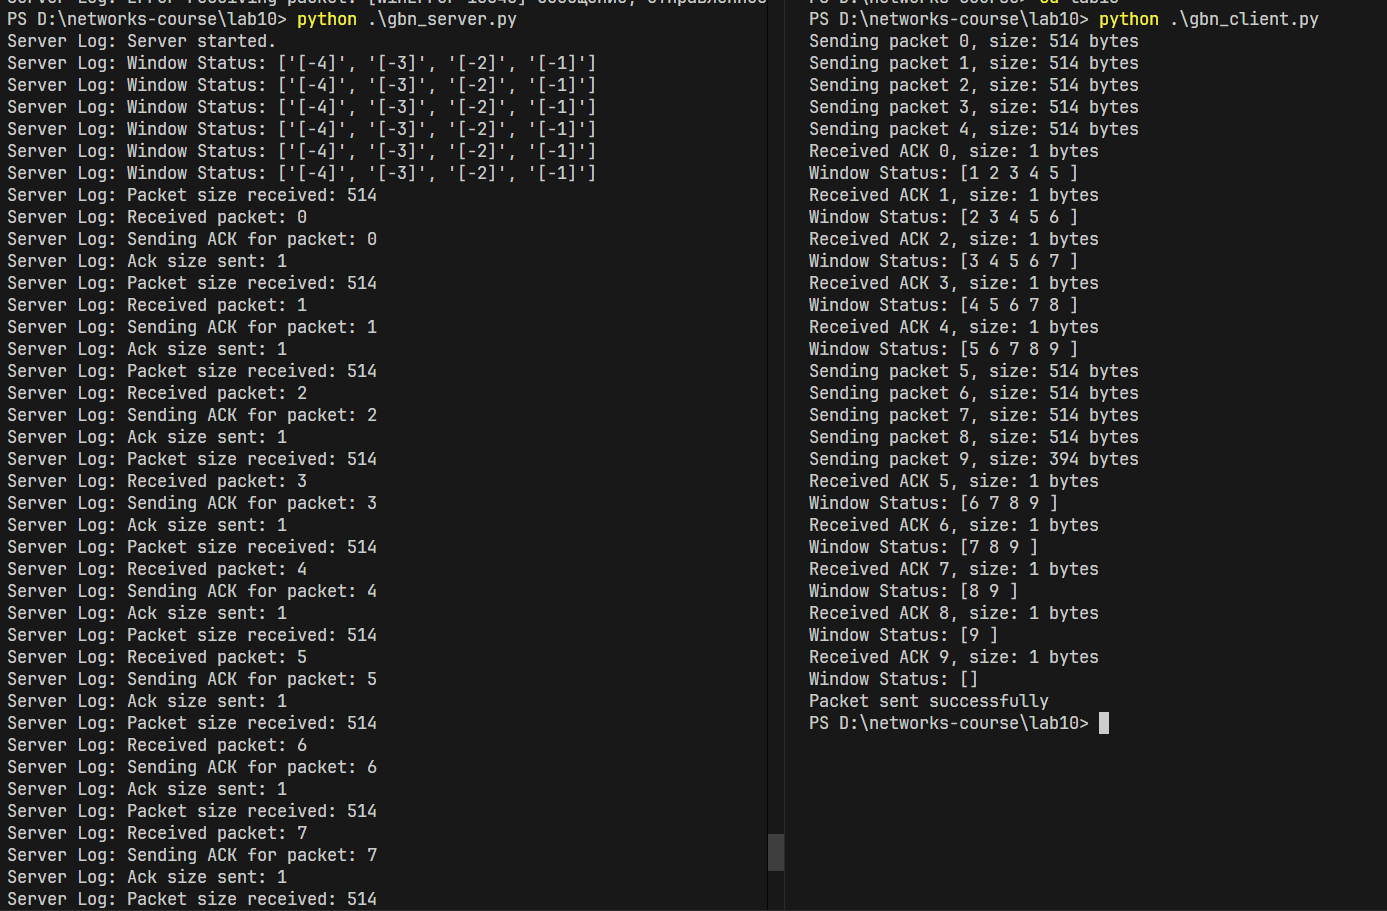 PS D:\networks-course\lab10> python .\gbn_server.py
Server Log: Server started.
Server Log: Window Status: ['[-4]', '[-3]', '[-2]', '[-1]']
Server Log: Window Status: ['[-4]', '[-3]', '[-2]', '[-1]']
Server Log: Window Status: ['[-4]', '[-3]', '[-2]', '[-1]']
Server Log: Window Status: ['[-4]', '[-3]', '[-2]', '[-1]']
Server Log: Window Status: ['[-4]', '[-3]', '[-2]', '[-1]']
Server Log: Window Status: ['[-4]', '[-3]', '[-2]', '[-1]']
Server Log: Packet size received: 514
Server Log: Received packet: 0
Server Log: Sending ACK for packet: 0
Server Log: Ack size sent: 1
Server Log: Packet size received: 514
Server Log: Received packet: 1
Server Log: Sending ACK for packet: 1
Server Log: Ack size sent: 1
Server Log: Packet size received: 514
Server Log: Received packet: 2
Server Log: Sending ACK for packet: 2
Server Log: Ack size sent: 1
Server Log: Packet size received: 514
Server Log: Received packet: 3
Server Log: Sending ACK for packet: 3
Server Log: Ack size sent: 1
Server Log: Packet size received: 514
Server Log: Received packet: 4
Server Log: Sending ACK for packet: 4
Server Log: Ack size sent: 1
Server Log: Packet size received: 514
Server Log: Received packet: 5
Server Log: Sending ACK for packet: 5
Server Log: Ack size sent: 1
Server Log: Packet size received: 514
Server Log: Received packet: 6
Server Log: Sending ACK for packet: 6
Server Log: Ack size sent: 1
Server Log: Packet size received: 514
Server Log: Received packet: 7
Server Log: Sending ACK for packet: 7
Server Log: Ack size sent: 1
Server Log: Packet size received: 514
PS D:\networks-course\lab10> python .\gbn_client.py
Sending packet 0, size: 514 bytes
Sending packet 1, size: 514 bytes
Sending packet 2, size: 514 bytes
Sending packet 3, size: 514 bytes
Sending packet 4, size: 514 bytes
Received ACK 0, size: 1 bytes
Window Status: [1 2 3 4 5 ]
Received ACK 1, size: 1 bytes
Window Status: [2 3 4 5 6 ]
Received ACK 2, size: 1 bytes
Window Status: [3 4 5 6 7 ]
Received ACK 3, size: 1 bytes
Window Status: [4 5 6 7 8 ]
Received ACK 4, size: 1 bytes
Window Status: [5 6 7 8 9 ]
Sending packet 5, size: 514 bytes
Sending packet 6, size: 514 bytes
Sending packet 7, size: 514 bytes
Sending packet 8, size: 514 bytes
Sending packet 9, size: 394 bytes
Received ACK 5, size: 1 bytes
Window Status: [6 7 8 9 ]
Received ACK 6, size: 1 bytes
Window Status: [7 8 9 ]
Received ACK 7, size: 1 bytes
Window Status: [8 9 ]
Received ACK 8, size: 1 bytes
Window Status: [9 ]
Received ACK 9, size: 1 bytes
Window Status: []
Packet sent successfully
PS D:\networks-course\lab10>